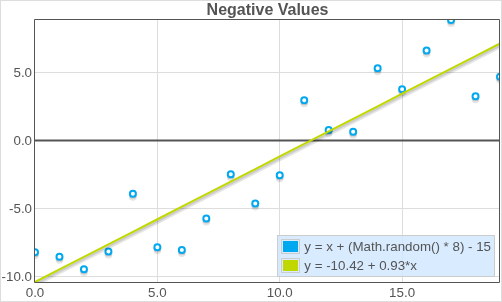 Negative Values
5.0
0.0
-5.0
-10.0
y = x + (Math.random() * 8) - 15
y = -10.42 + 0.93*x
0.0 5.0 10.0 15.0